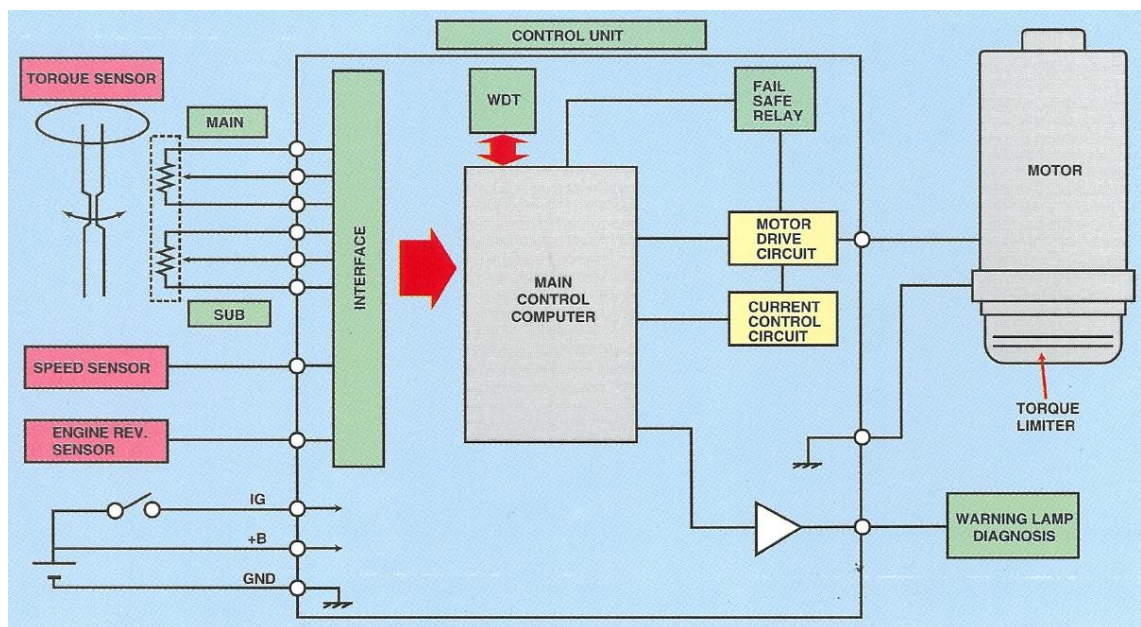 CONTROL UNIT
TORQUE SENSOR
MAIN
SUB
SPEED SENSOR
ENGINE REV.
SENSOR
IG
+B
GND
INTERFACE
WDT
FAIL
SAFE
RELAY
MAIN
CONTROL
COMPUTER
MOTOR
DRIVE
CIRCUIT
CURRENT
CONTROL
CIRCUIT
MOTOR
TORQUE
LIMITER
WARNING LAMP
DIAGNOSIS